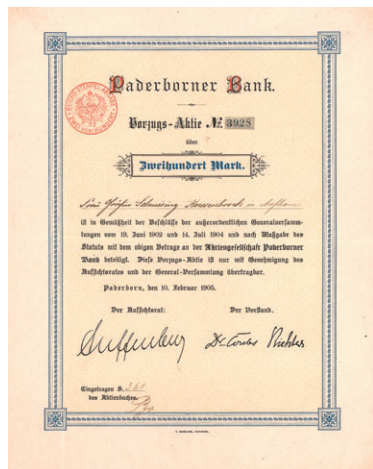 Paderborner Bank.
Vorzugs-Aktie № 3928
über
Zweihundert Mark.
Frau
ist in Gemäßheit der Beschlüsse der außerordentlichen Generalversamm-
lungen vom 19. Juni 1902 und 14. Juli 1904 und nach Maßgabe des
Statuts mit dem obigen Betrage an der Aktiengesellschaft Paderborner
Bank beteiligt. Diese Vorzugs-Aktie ist nur mit Genehmigung des
Aufsichtsrates und der General-Versammlung übertragbar.
Paderborn, den 10. Februar 1905.
Der Aufsichtsrat: Der Vorstand.
Eingetragen S. 361
des Aktienbuches.